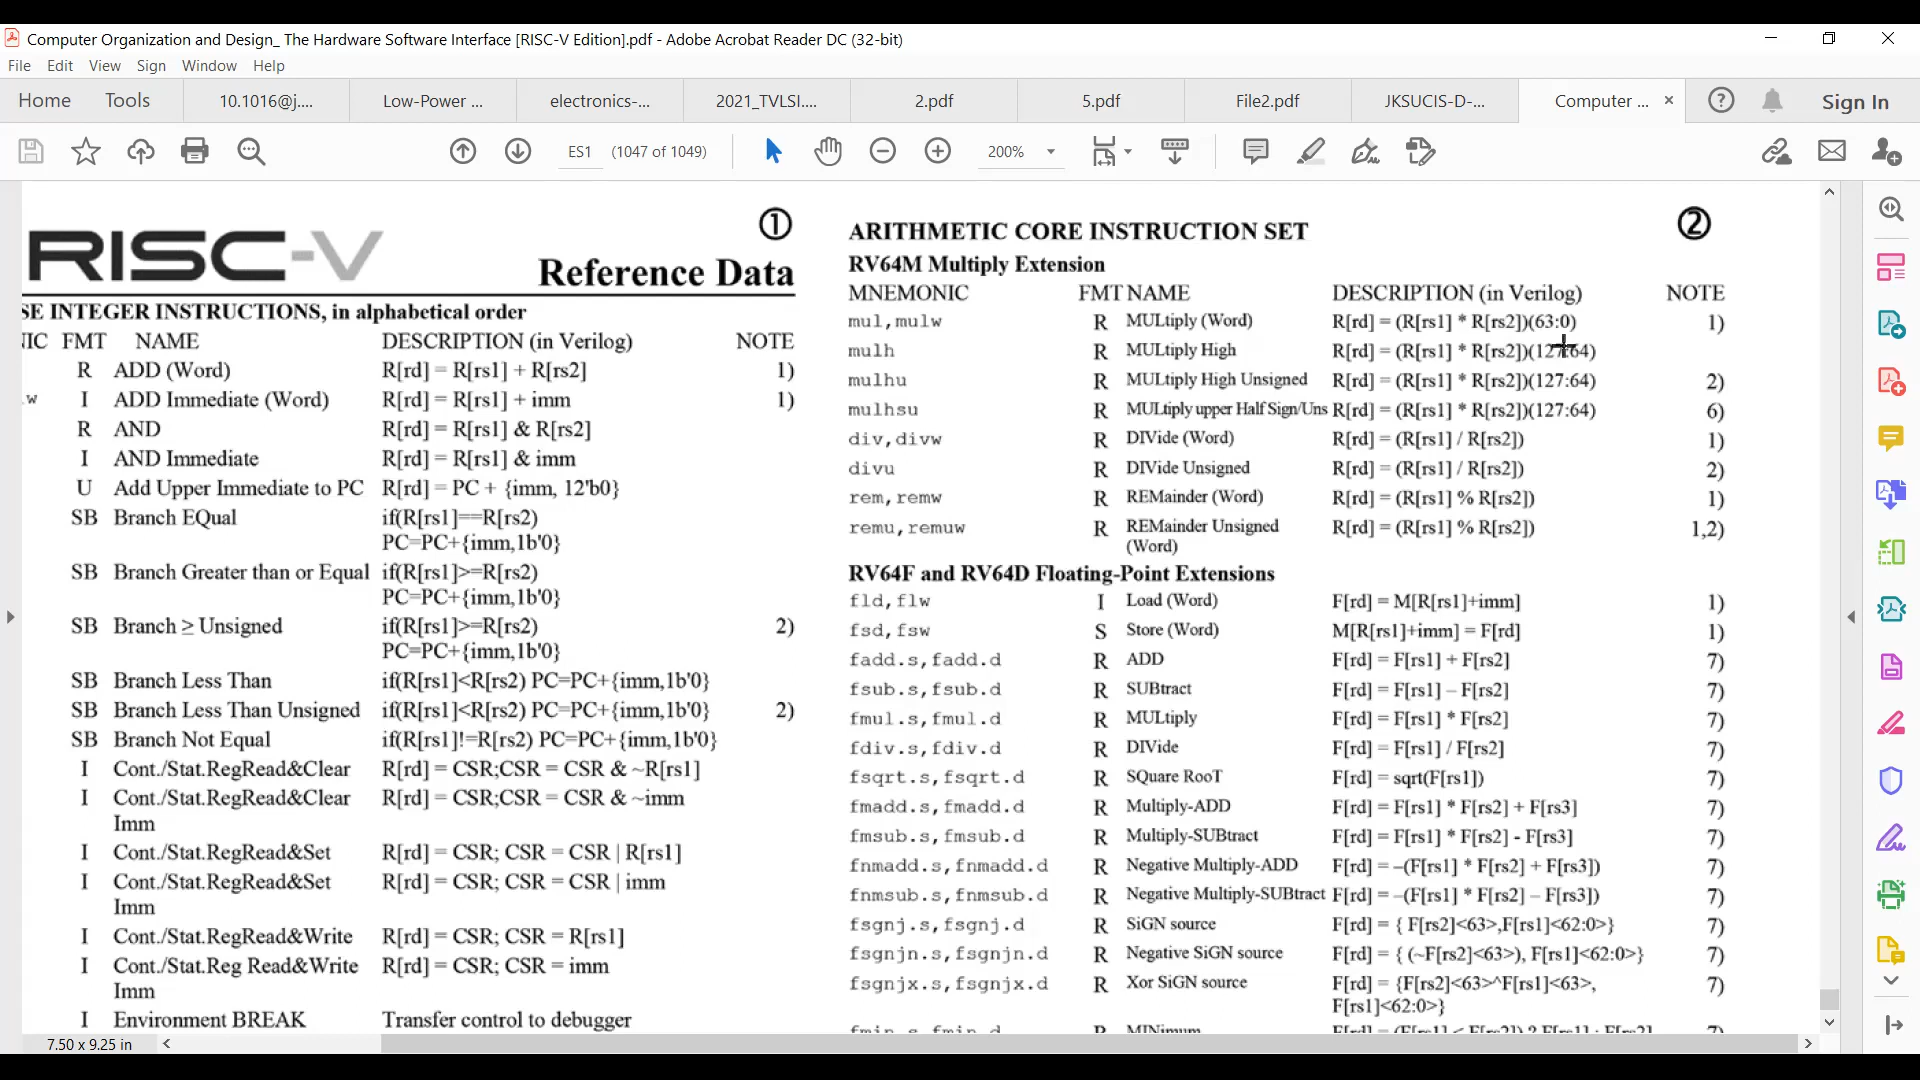 Computer Organization and Design_ The Hardware Software Interface [RISC-V Edition].pdf - Adobe Acrobat Reader DC (32-bit)
File Edit View Sign Window Help
Home Tools 10.1016@j.... Low-Power ... electronics-... 2021_TVLSI.... 2.pdf 5.pdf File2.pdf JKSUCIS-D-... Computer ... × Sign In
ES1 (1047 of 1049) 200%
RISC-V ①
Reference Data
SE INTEGER INSTRUCTIONS, in alphabetical order
NIC FMT NAME DESCRIPTION (in Verilog) NOTE
R ADD (Word) R[rd] = R[rs1] + R[rs2] 1)
w I ADD Immediate (Word) R[rd] = R[rs1] + imm 1)
R AND R[rd] = R[rs1] & R[rs2]
I AND Immediate R[rd] = R[rs1] & imm
U Add Upper Immediate to PC R[rd] = PC + {imm, 12'b0}
SB Branch EQual if(R[rs1]==R[rs2)
PC=PC+{imm,1b'0}
SB Branch Greater than or Equal if(R[rs1]>=R[rs2)
PC=PC+{imm,1b'0}
SB Branch ≥ Unsigned if(R[rs1]>=R[rs2) 2)
PC=PC+{imm,1b'0}
SB Branch Less Than if(R[rs1]<R[rs2) PC=PC+{imm,1b'0}
SB Branch Less Than Unsigned if(R[rs1]<R[rs2) PC=PC+{imm,1b'0} 2)
SB Branch Not Equal if(R[rs1]!=R[rs2) PC=PC+{imm,1b'0}
I Cont./Stat.RegRead&Clear R[rd] = CSR;CSR = CSR & ~R[rs1]
I Cont./Stat.RegRead&Clear R[rd] = CSR;CSR = CSR & ~imm
Imm
I Cont./Stat.RegRead&Set R[rd] = CSR; CSR = CSR | R[rs1]
I Cont./Stat.RegRead&Set R[rd] = CSR; CSR = CSR | imm
Imm
I Cont./Stat.RegRead&Write R[rd] = CSR; CSR = R[rs1]
I Cont./Stat.Reg Read&Write R[rd] = CSR; CSR = imm
Imm
I Environment BREAK Transfer control to debugger
ARITHMETIC CORE INSTRUCTION SET ②
RV64M Multiply Extension
MNEMONIC FMT NAME DESCRIPTION (in Verilog) NOTE
mul,mulw R MULtiply (Word) R[rd] = (R[rs1] * R[rs2])(63:0) 1)
mulh R MULtiply High R[rd] = (R[rs1] * R[rs2])(127:64)
mulhu R MULtiply High Unsigned R[rd] = (R[rs1] * R[rs2])(127:64) 2)
mulhsu R MULtiply upper Half Sign/Uns R[rd] = (R[rs1] * R[rs2])(127:64) 6)
div,divw R DIVide (Word) R[rd] = (R[rs1] / R[rs2]) 1)
divu R DIVide Unsigned R[rd] = (R[rs1] / R[rs2]) 2)
rem,remw R REMainder (Word) R[rd] = (R[rs1] % R[rs2]) 1)
remu,remuw R REMainder Unsigned R[rd] = (R[rs1] % R[rs2]) 1,2)
(Word)
RV64F and RV64D Floating-Point Extensions
fld,flw I Load (Word) F[rd] = M[R[rs1]+imm] 1)
fsd,fsw S Store (Word) M[R[rs1]+imm] = F[rd] 1)
fadd.s,fadd.d R ADD F[rd] = F[rs1] + F[rs2] 7)
fsub.s,fsub.d R SUBtract F[rd] = F[rs1] – F[rs2] 7)
fmul.s,fmul.d R MULtiply F[rd] = F[rs1] * F[rs2] 7)
fdiv.s,fdiv.d R DIVide F[rd] = F[rs1] / F[rs2] 7)
fsqrt.s,fsqrt.d R SQuare RooT F[rd] = sqrt(F[rs1]) 7)
fmadd.s,fmadd.d R Multiply-ADD F[rd] = F[rs1] * F[rs2] + F[rs3] 7)
fmsub.s,fmsub.d R Multiply-SUBtract F[rd] = F[rs1] * F[rs2] - F[rs3] 7)
fnmadd.s,fnmadd.d R Negative Multiply-ADD F[rd] = –(F[rs1] * F[rs2] + F[rs3]) 7)
fnmsub.s,fnmsub.d R Negative Multiply-SUBtract F[rd] = –(F[rs1] * F[rs2] – F[rs3]) 7)
fsgnj.s,fsgnj.d R SiGN source F[rd] = { F[rs2]<63>,F[rs1]<62:0>} 7)
fsgnjn.s,fsgnjn.d R Negative SiGN source F[rd] = { (~F[rs2]<63>), F[rs1]<62:0>} 7)
fsgnjx.s,fsgnjx.d R Xor SiGN source F[rd] = {F[rs2]<63>^F[rs1]<63>, 7)
F[rs1]<62:0>}
fmin.s,fmin.d R MINimum F[rd] = (F[rs1] < F[rs2]) ? F[rs1] : F[rs2] 7)
7.50 x 9.25 in